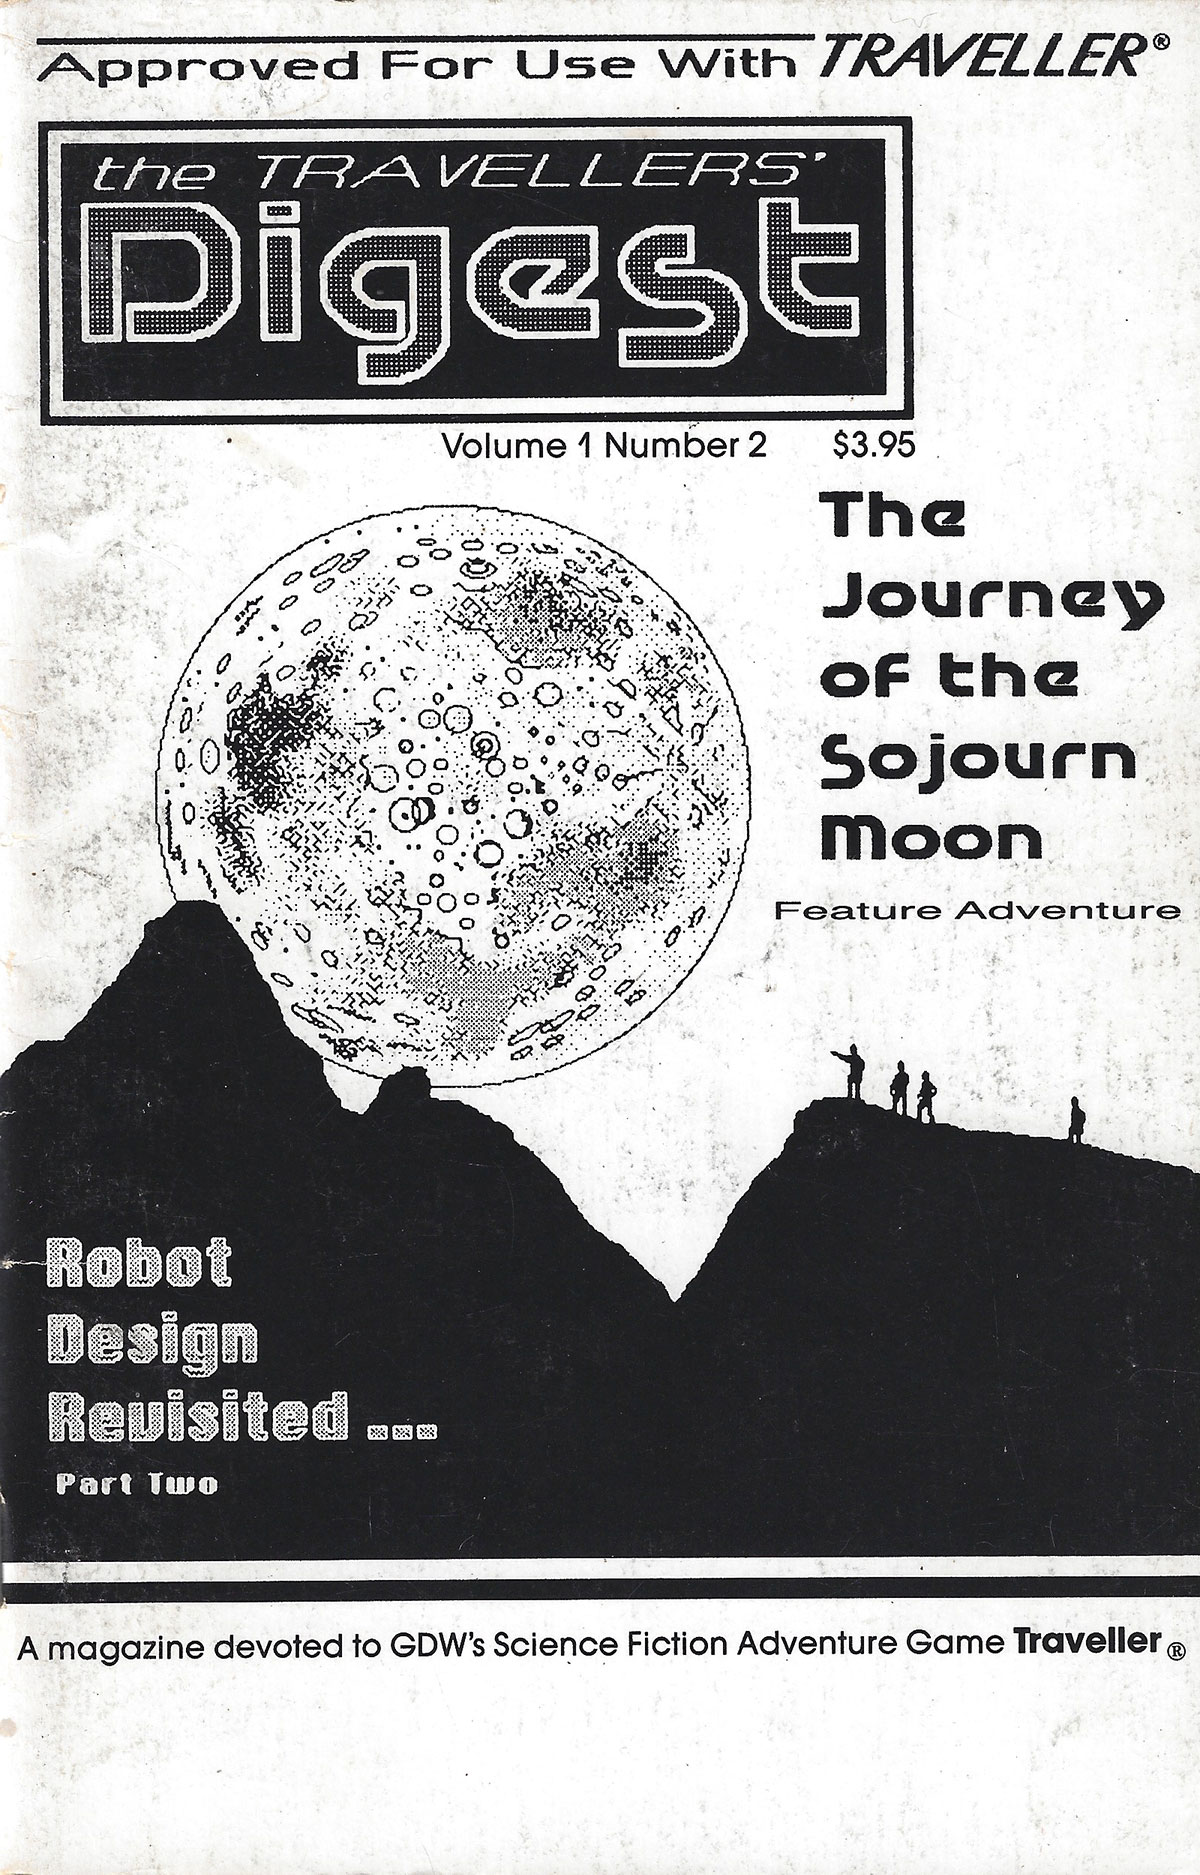 Approved For Use With TRAVELLER®
the TRAVELLERS'
Digest
Volume 1 Number 2 $3.95
The
Journey
of the
Sojourn
Moon
Feature Adventure
Robot
Design
Revisited ...
Part Two
A magazine devoted to GDW's Science Fiction Adventure Game Traveller®